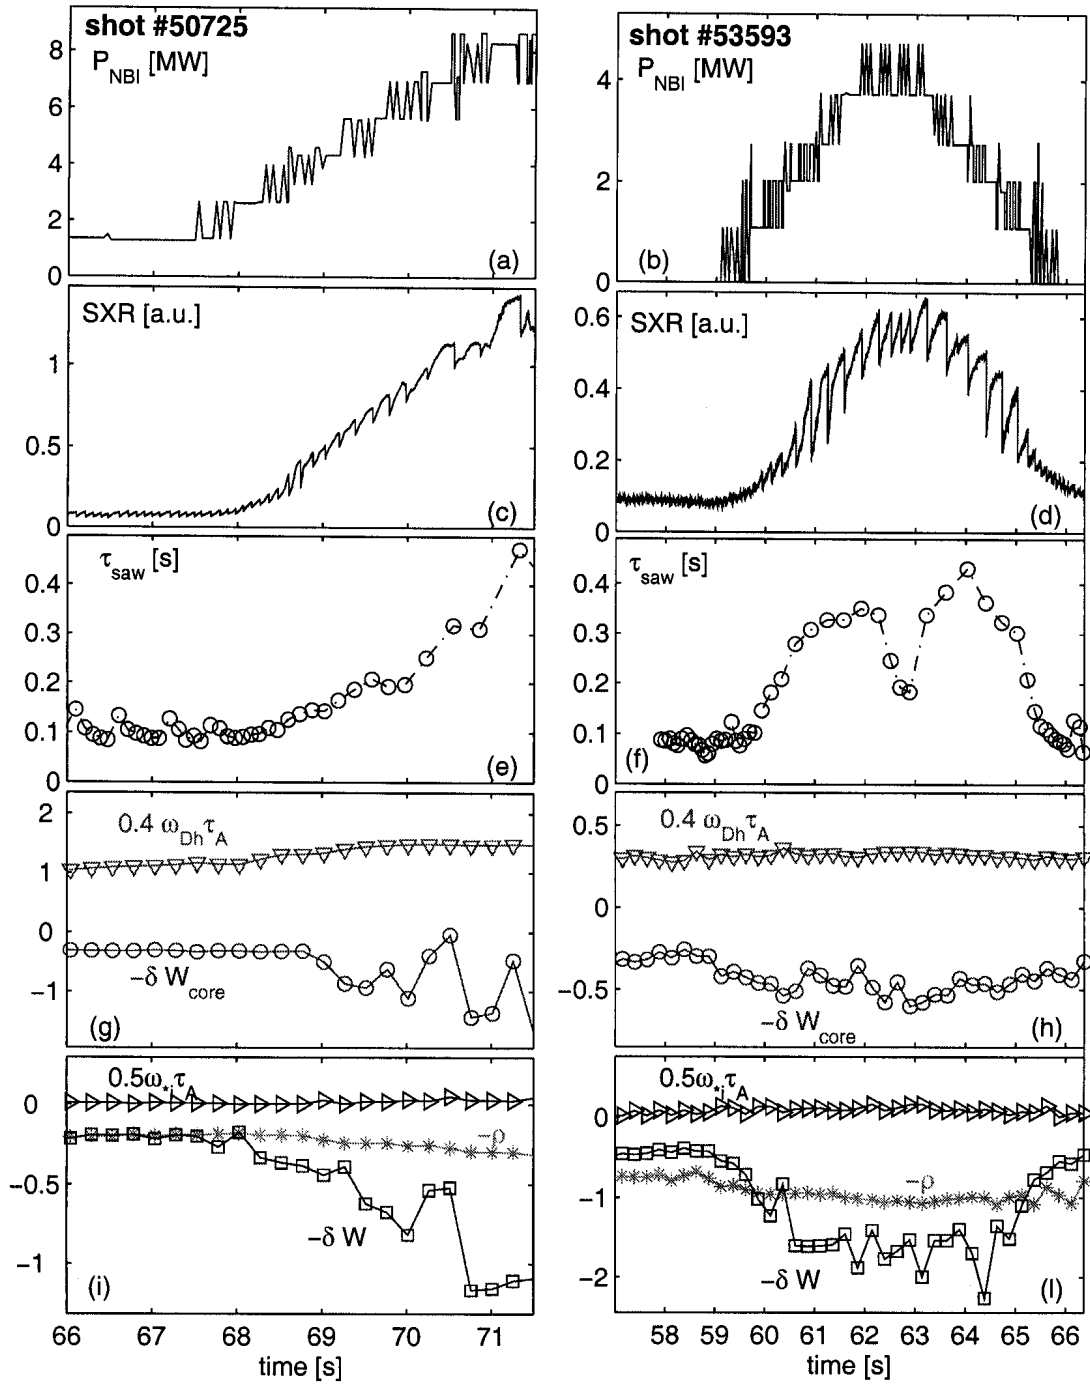 shot #50725
P_NBI [MW]
8
6
4
2
0
(a)
shot #53593
P_NBI [MW]
4
2
0
(b)
SXR [a.u.]
1
0.5
0
(c)
SXR [a.u.]
0.6
0.4
0.2
0
(d)
τ_saw [s]
0.4
0.3
0.2
0.1
0
(e)
τ_saw [s]
0.4
0.3
0.2
0.1
0
(f)
2
0.4 ω_Dh τ_A
1
0
-δ W_core
-1
(g)
0.5
0.4 ω_Dh τ_A
0
-0.5
-δ W_core
(h)
0.5ω_*i τ_A
0
-ρ
-0.5
-δ W
-1
(i)
0.5ω_*i τ_A
0
-ρ
-1
-δ W
-2
(l)
66 67 68 69 70 71
time [s]
58 59 60 61 62 63 64 65 66
time [s]